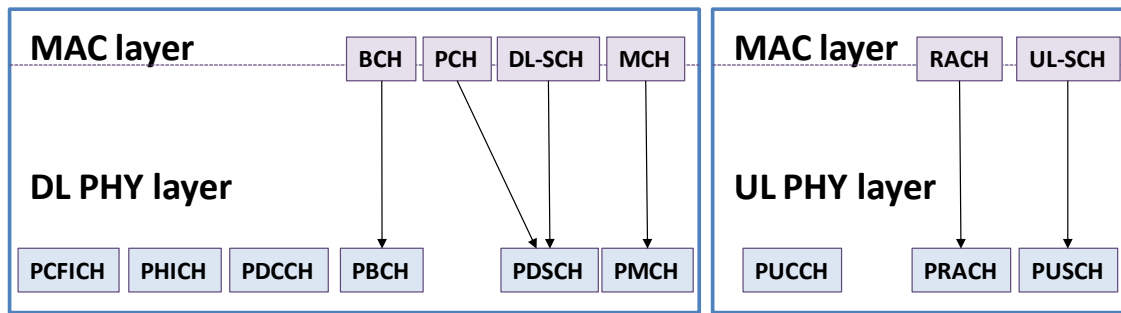 MAC layer
BCH PCH DL-SCH MCH
DL PHY layer
PCFICH PHICH PDCCH PBCH PDSCH PMCH
MAC layer
RACH UL-SCH
UL PHY layer
PUCCH PRACH PUSCH